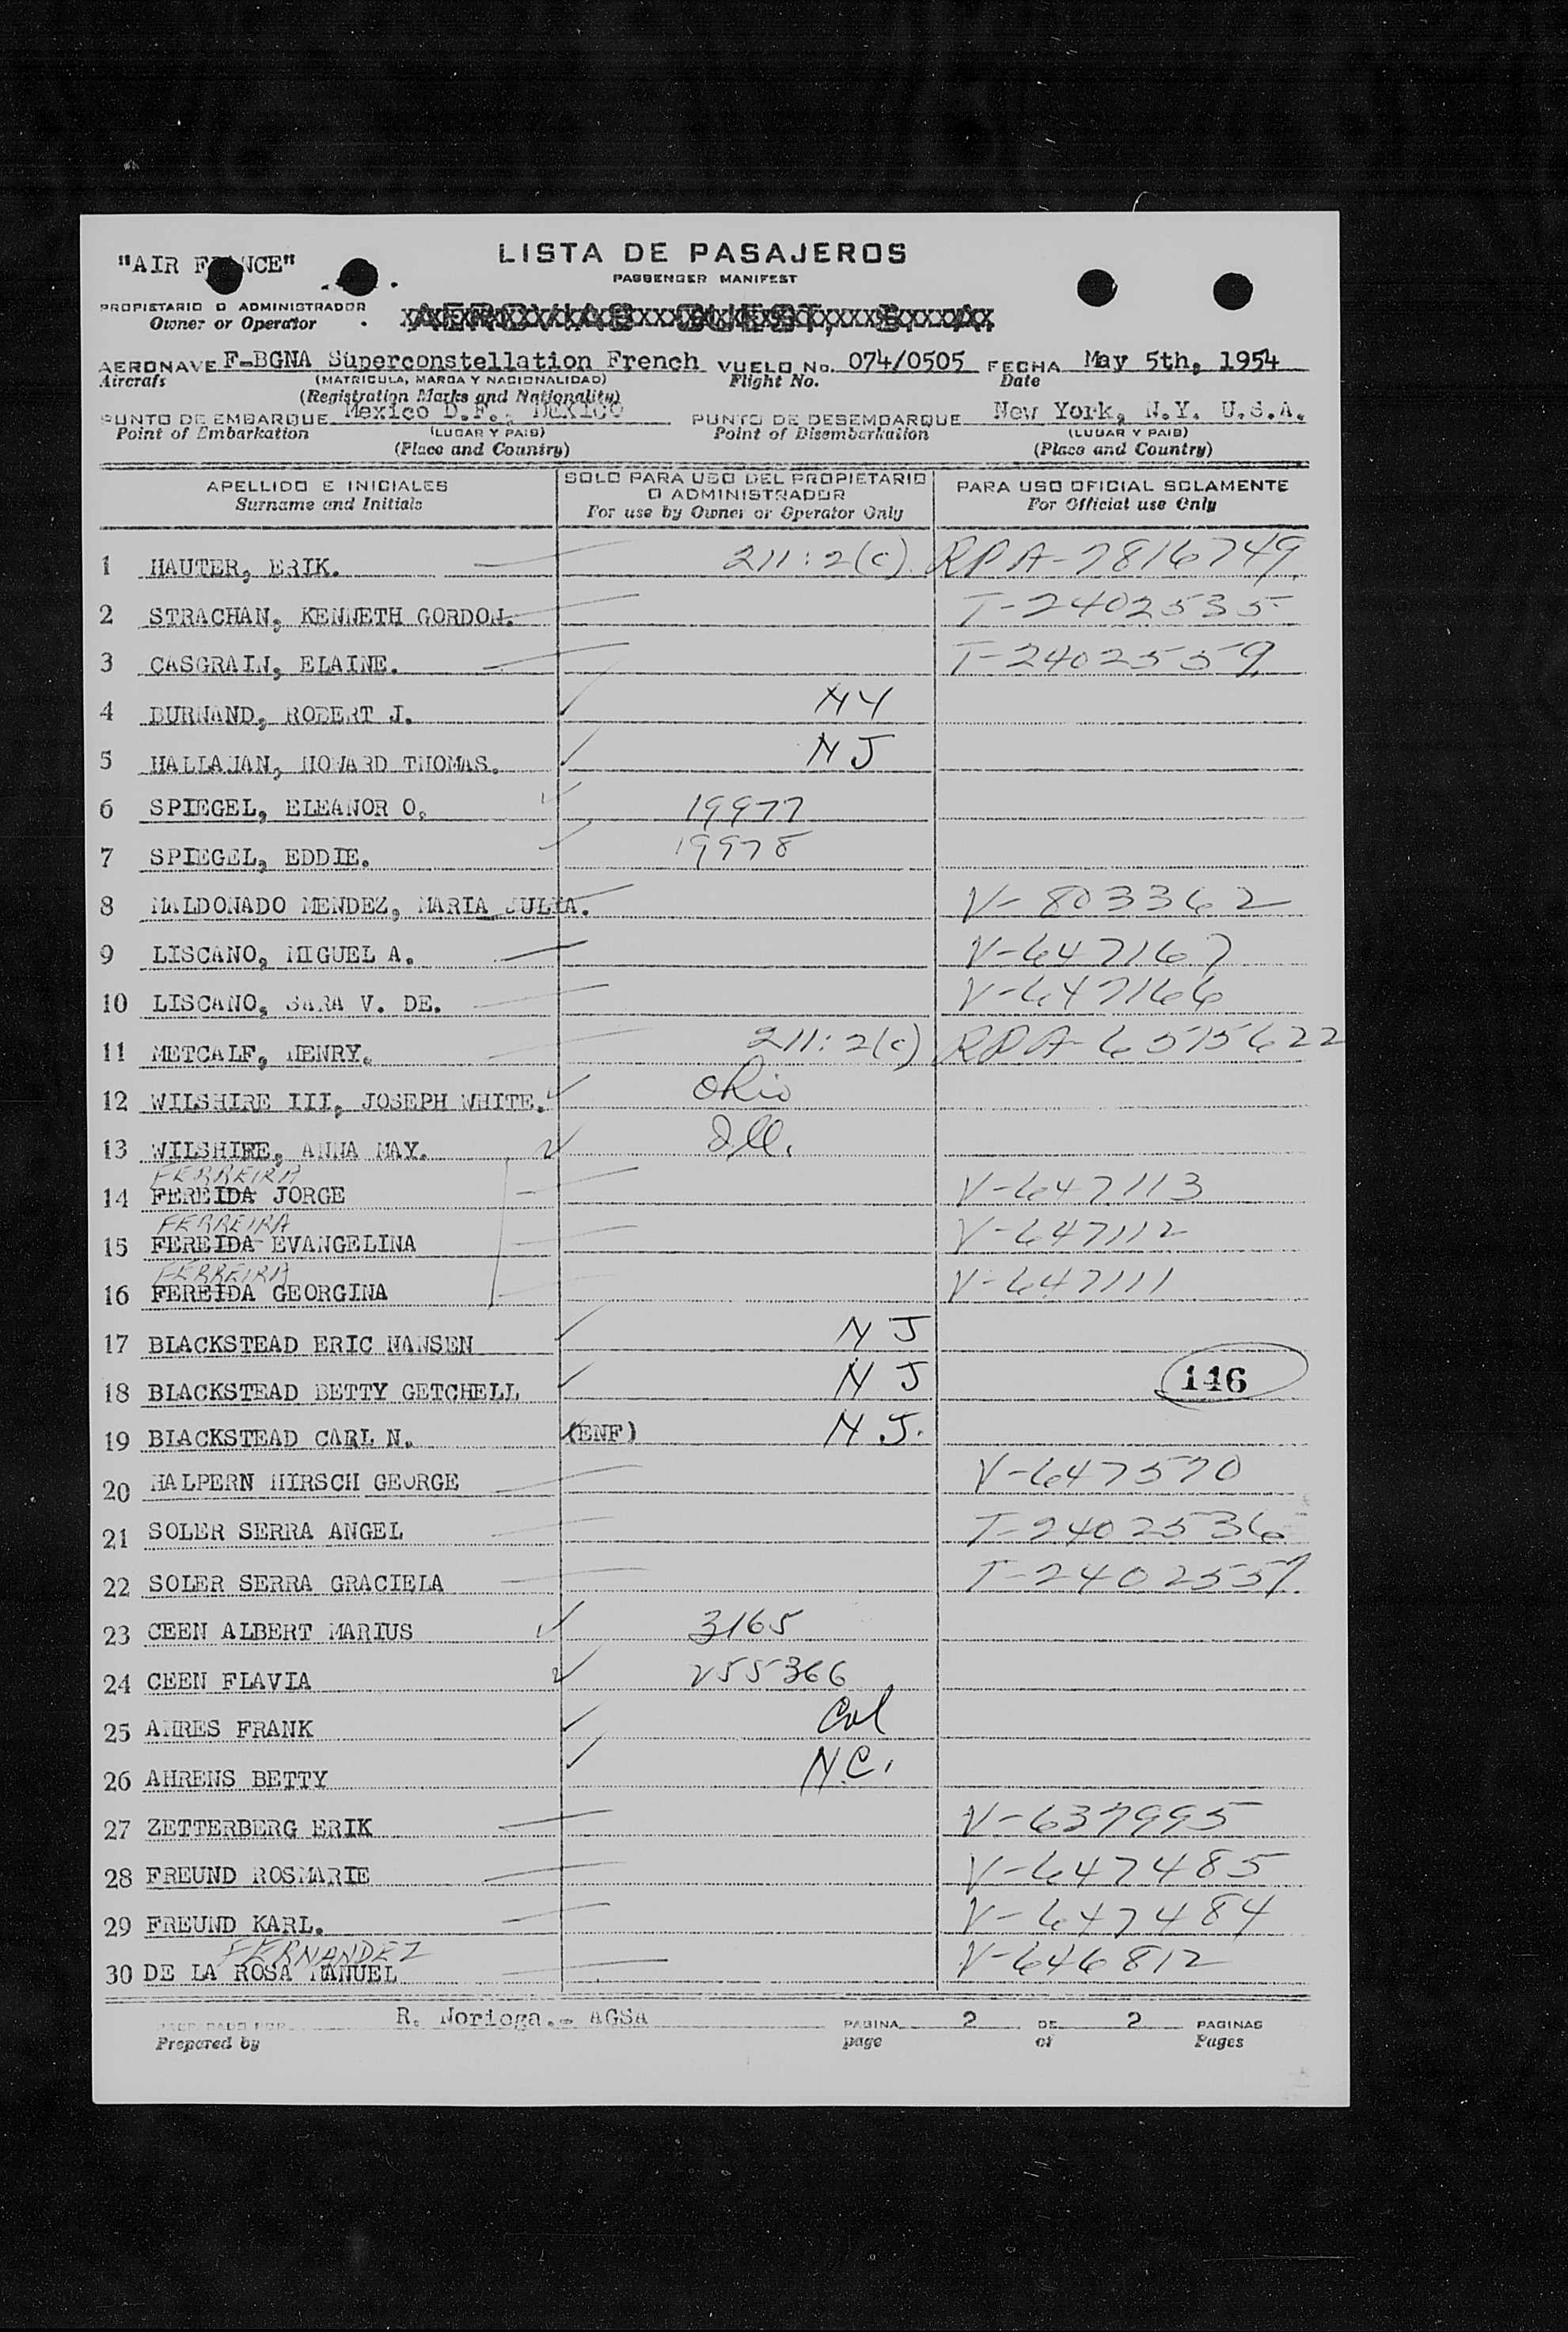 "AIR FRANCE"
LISTA DE PASAJEROS
PASSENGER MANIFEST
PROPIETARIO O ADMINISTRADOR
Owner or Operator
AEROVIAS GUEST, S. A.
AERONAVE F-BGNA Superconstellation French VUELO No. 074/0505 FECHA May 5th, 1954
Aircraft (MATRICULA, MARCA Y NACIONALIDAD) Flight No. Date
(Registration Marks and Nationality)
PUNTO DE EMBARQUE Mexico D.F., MEXICO PUNTO DE DESEMBARQUE New York, N.Y. U.S.A.
Point of Embarkation (LUGAR Y PAIS) Point of Disembarkation (LUGAR Y PAIS)
(Place and Country) (Place and Country)
APELLIDO E INICIALES SOLO PARA USO DEL PROPIETARIO O ADMINISTRADOR PARA USO OFICIAL SOLAMENTE
Surname and Initials For use by Owner or Operator Only For Official use Only
1 HAUTER, ERIK. 211:2(c) RPA-7816749
2 STRACHAN, KENNETH GORDON. T-2402535
3 CASGRAIN, ELAINE. T-2402559
4 BURNAND, ROBERT J. NY
5 HALLAHAN, HOWARD THOMAS. NJ
6 SPIEGEL, ELEANOR O. 19977
7 SPIEGEL, EDDIE. 19978
8 MALDONADO MENDEZ, MARIA JULIA. V-803362
9 LISCANO, MIGUEL A. V-647167
10 LISCANO, SARA V. DE. V-647166
11 METCALF, HENRY. 211:2(c) RPA-6515622
12 WILSHIRE III, JOSEPH WHITE. Ohio
13 WILSHIRE, ANNA MAY. Ill.
FERREIRA
14 FEREIDA JORGE V-647113
FERREIRA
15 FEREIDA EVANGELINA V-647112
FERREIRA
16 FEREIDA GEORGINA V-647111
17 BLACKSTEAD ERIC NANSEN NJ
18 BLACKSTEAD BETTY GETCHELL NJ 146
19 BLACKSTEAD CARL N. (ENF) N.J.
20 HALPERN HIRSCH GEORGE V-647570
21 SOLER SERRA ANGEL T-2402536
22 SOLER SERRA GRACIELA T-2402557
23 CEEN ALBERT MARIUS 3165
24 CEEN FLAVIA 255366
25 AHRES FRANK Col
26 AHRENS BETTY N.C.
27 ZETTERBERG ERIK V-637995
28 FREUND ROSMARIE V-647485
29 FREUND KARL. V-647484
FERNANDEZ
30 DE LA ROSA MANUEL V-646812
R. Noriega.- AGSA PAGINA 2 DE 2 PAGINAS
Prepared by page of Pages